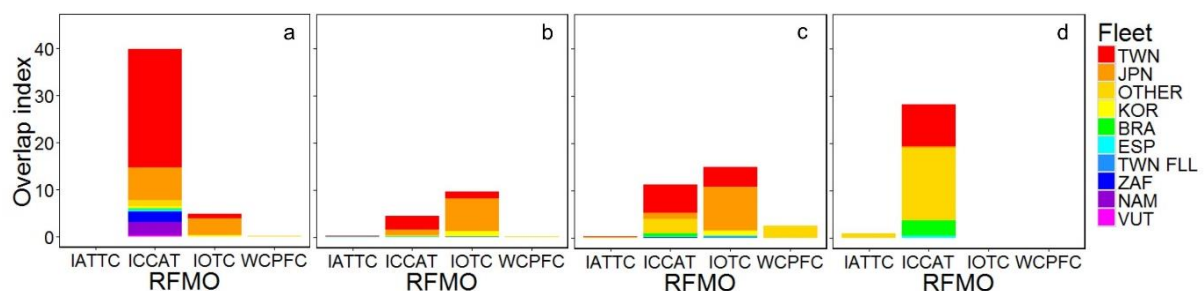 a
b
c
d
Overlap index
40
30
20
10
0
IATTC ICCAT IOTC WCPFC
IATTC ICCAT IOTC WCPFC
IATTC ICCAT IOTC WCPFC
IATTC ICCAT IOTC WCPFC
RFMO
RFMO
RFMO
RFMO
Fleet
TWN
JPN
OTHER
KOR
BRA
ESP
TWN FLL
ZAF
NAM
VUT